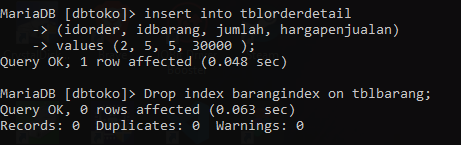 MariaDB [dbtoko]> insert into tblorderdetail
    -> (idorder, idbarang, jumlah, hargapenjualan)
    -> values (2, 5, 5, 30000 );
Query OK, 1 row affected (0.048 sec)

MariaDB [dbtoko]> Drop index barangindex on tblbarang;
Query OK, 0 rows affected (0.063 sec)
Records: 0  Duplicates: 0  Warnings: 0